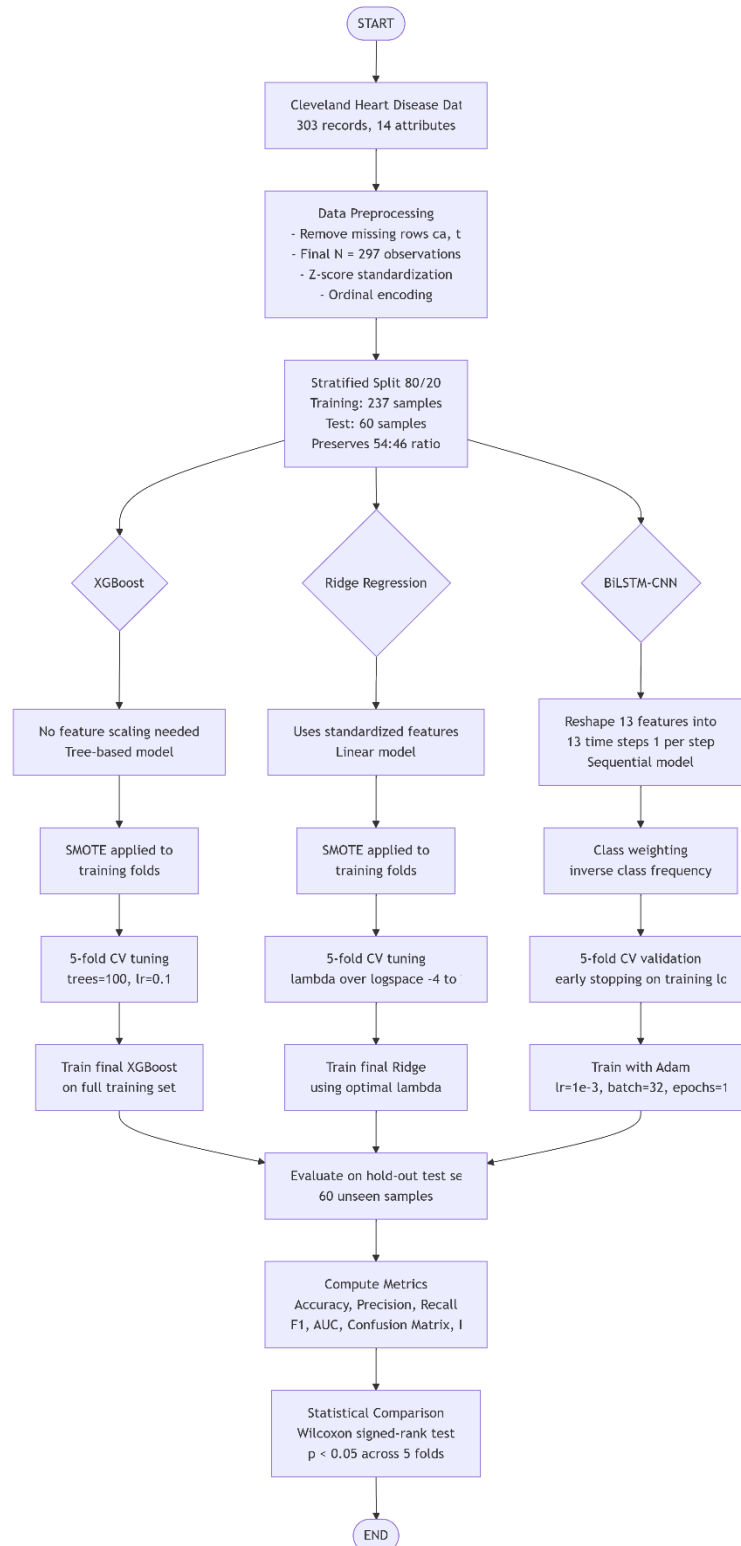 START
Cleveland Heart Disease Dat
303 records, 14 attributes
Data Preprocessing
- Remove missing rows ca, t
- Final N = 297 observations
- Z-score standardization
- Ordinal encoding
Stratified Split 80/20
Training: 237 samples
Test: 60 samples
Preserves 54:46 ratio
XGBoost
Ridge Regression
BiLSTM-CNN
No feature scaling needed
Tree-based model
Uses standardized features
Linear model
Reshape 13 features into
13 time steps 1 per step
Sequential model
SMOTE applied to
training folds
SMOTE applied to
training folds
Class weighting
inverse class frequency
5-fold CV tuning
trees=100, lr=0.1
5-fold CV tuning
lambda over logspace -4 to
5-fold CV validation
early stopping on training lo
Train final XGBoost
on full training set
Train final Ridge
using optimal lambda
Train with Adam
lr=1e-3, batch=32, epochs=1
Evaluate on hold-out test se
60 unseen samples
Compute Metrics
Accuracy, Precision, Recall
F1, AUC, Confusion Matrix,
Statistical Comparison
Wilcoxon signed-rank test
p < 0.05 across 5 folds
END